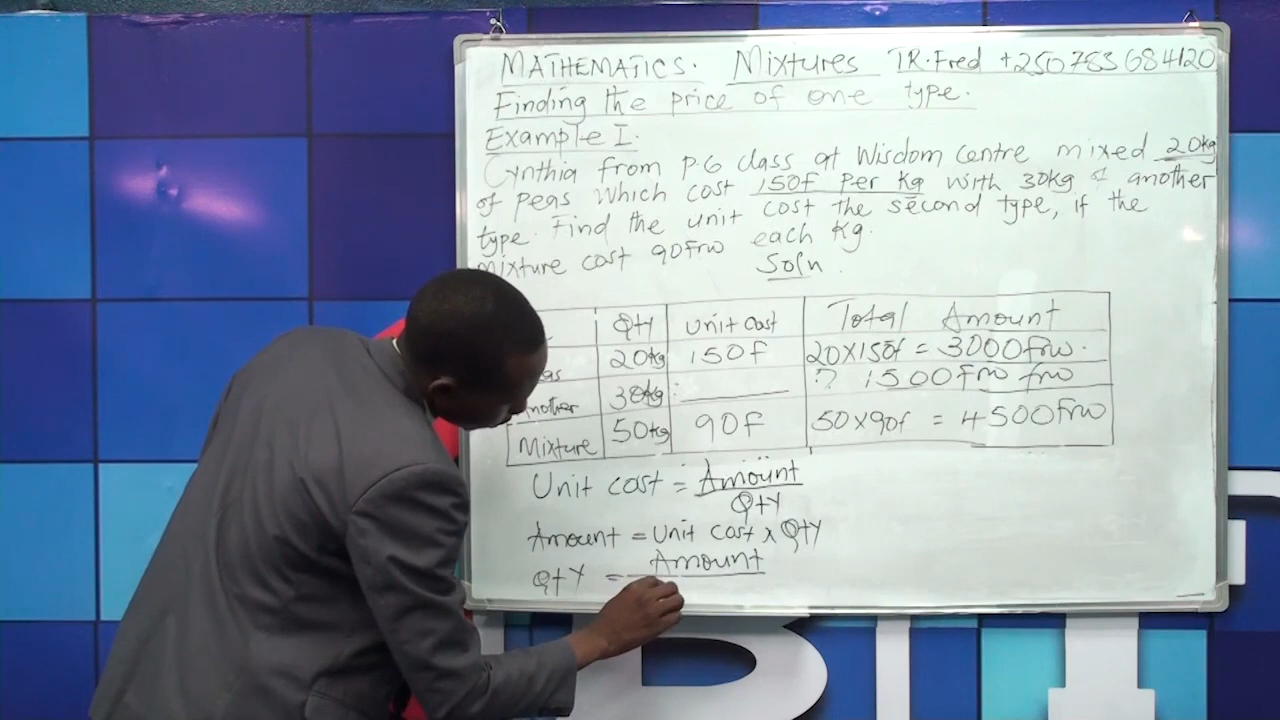 MATHEMATICS. Mixtures TR. Fred +250783684120
Finding the price of one type.
Example I.
Cynthia from P.6 class at Wisdom Centre mixed 20kg
of peas which cost 150f per kg with 30kg of another
type. Find the unit cost the second type, if the
mixture cost 90Frw each kg.
Soln.
Qty Unit Cost Total Amount
as 20kg 150F 20x150f = 3000frw.
nother 30kg ? 1500Frw frw
Mixture 50kg 90F 50x90f = 4500Frw
Unit cost = Amount
Qty
Amount = Unit Cost x Qty
Qty = Amount